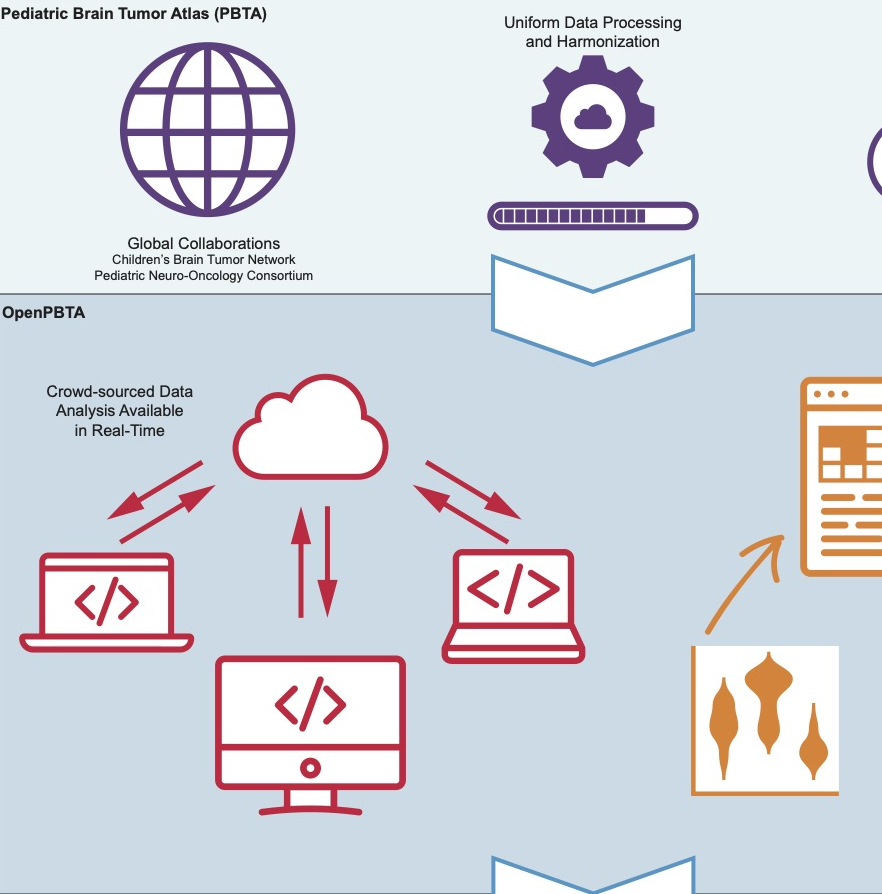 Pediatric Brain Tumor Atlas (PBTA)
Uniform Data Processing
and Harmonization
Global Collaborations
Children's Brain Tumor Network
Pediatric Neuro-Oncology Consortium
OpenPBTA
Crowd-sourced Data
Analysis Available
in Real-Time
</>
</>
</>